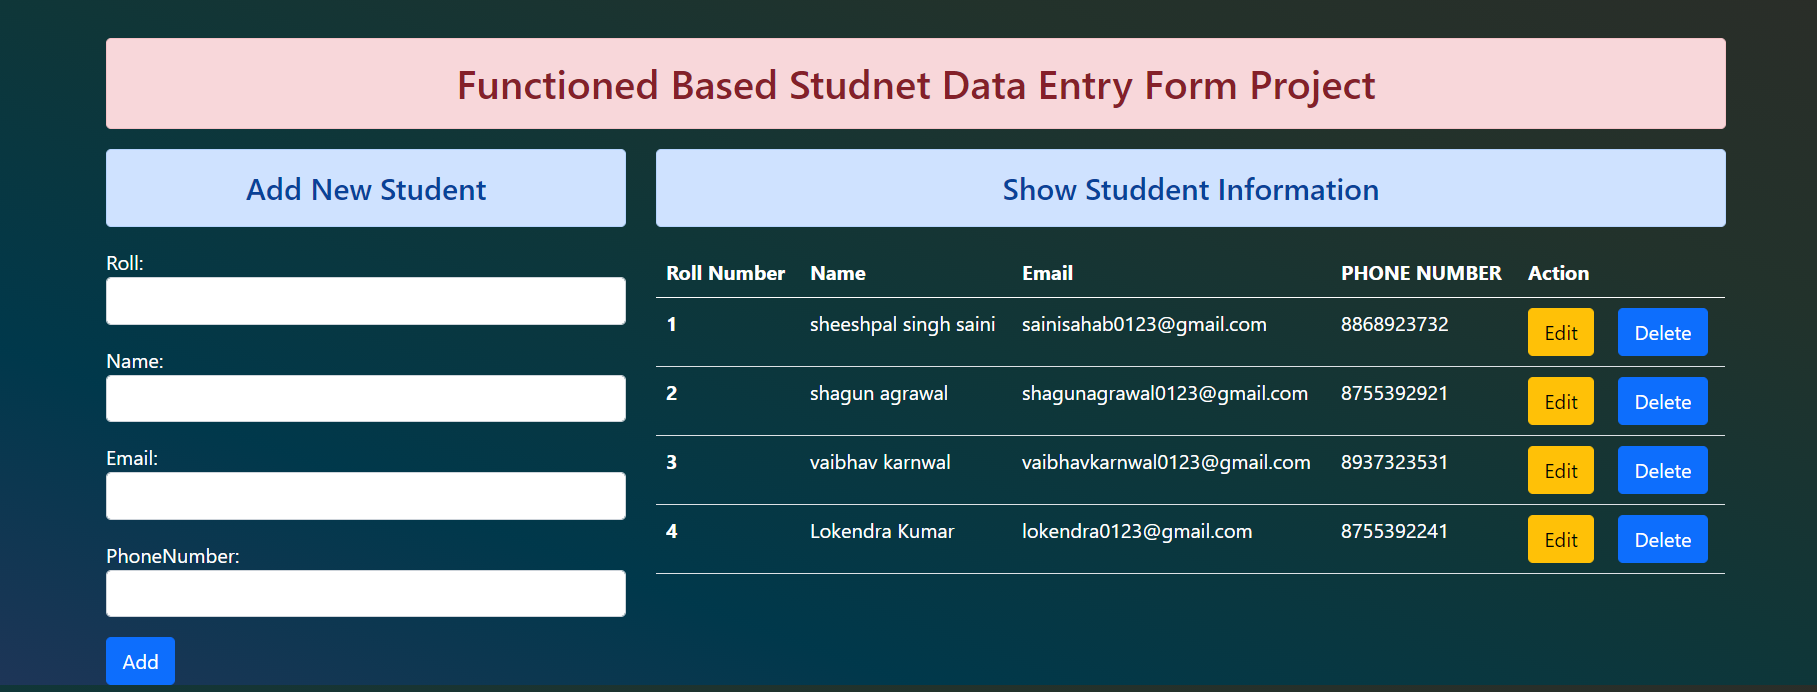 Functioned Based Studnet Data Entry Form Project
Add New Student
Roll:
Name:
Email:
PhoneNumber:
Add
Show Studdent Information
Roll Number Name Email PHONE NUMBER Action
1 sheeshpal singh saini sainisahab0123@gmail.com 8868923732 Edit Delete
2 shagun agrawal shagunagrawal0123@gmail.com 8755392921 Edit Delete
3 vaibhav karnwal vaibhavkarnwal0123@gmail.com 8937323531 Edit Delete
4 Lokendra Kumar lokendra0123@gmail.com 8755392241 Edit Delete